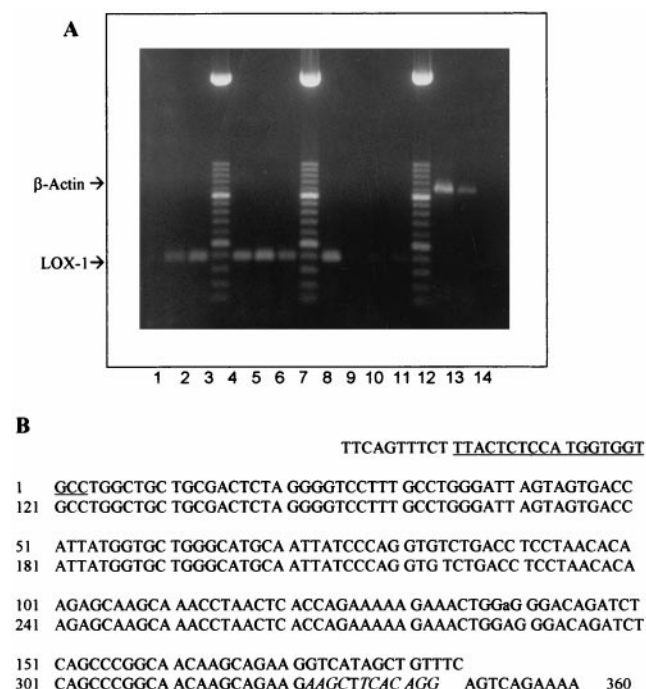 A
β-Actin →
LOX-1 →
1 2 3 4 5 6 7 8 9 10 11 12 13 14
B
TTCAGTTTCT TTACTCTCCA TGGTGGT
1 GCCTGGCTGC TGCGACTCTA GGGGTCCTTT GCCTGGGATT AGTAGTGACC
121 GCCTGGCTGC TGCGACTCTA GGGGTCCTTT GCCTGGGATT AGTAGTGACC
51 ATTATGGTGC TGGGCATGCA ATTATCCCAG GTGTCTGACC TCCTAACACA
181 ATTATGGTGC TGGGCATGCA ATTATCCCAG GTG TCTGACC TCCTAACACA
101 AGAGCAAGCA AACCTAACTC ACCAGAAAAA GAAACTGGaG GGACAGATCT
241 AGAGCAAGCA AACCTAACTC ACCAGAAAAA GAAACTGGAG GGACAGATCT
151 CAGCCCGGCA ACAAGCAGAA GGTCATAGCT GTTTC
301 CAGCCCGGCA ACAAGCAGAA GAAGCTTCAC AGG AGTCAGAAAA 360